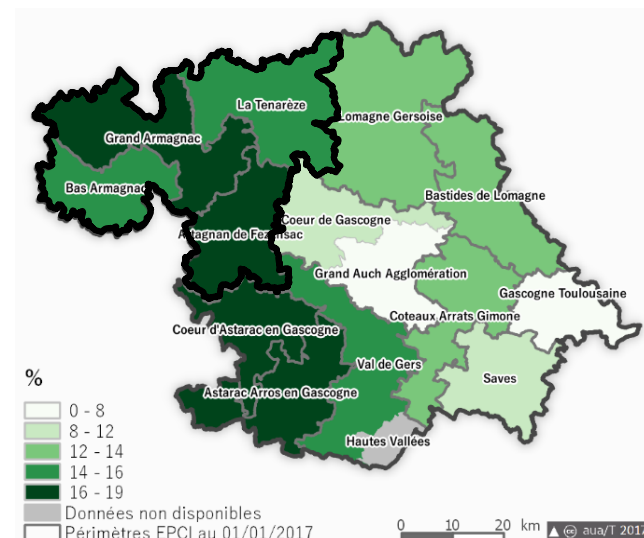 La Tenarèze
Lomagne Gersoise
Grand Armagnac
Bas Armagnac
Bastides de Lomagne
Coeur de Gascogne
Artagnan de Fezensac
Grand Auch Agglomération
Gascogne Toulousaine
Coteaux Arrats Gimone
Coeur d'Astarac en Gascogne
Val de Gers
Saves
Astarac Arros en Gascogne
Hautes Vallées
%
0 - 8
8 - 12
12 - 14
14 - 16
16 - 19
Données non disponibles
Périmètres EPCI au 01/01/2017
0 10 20 km
cc aua/T 2017